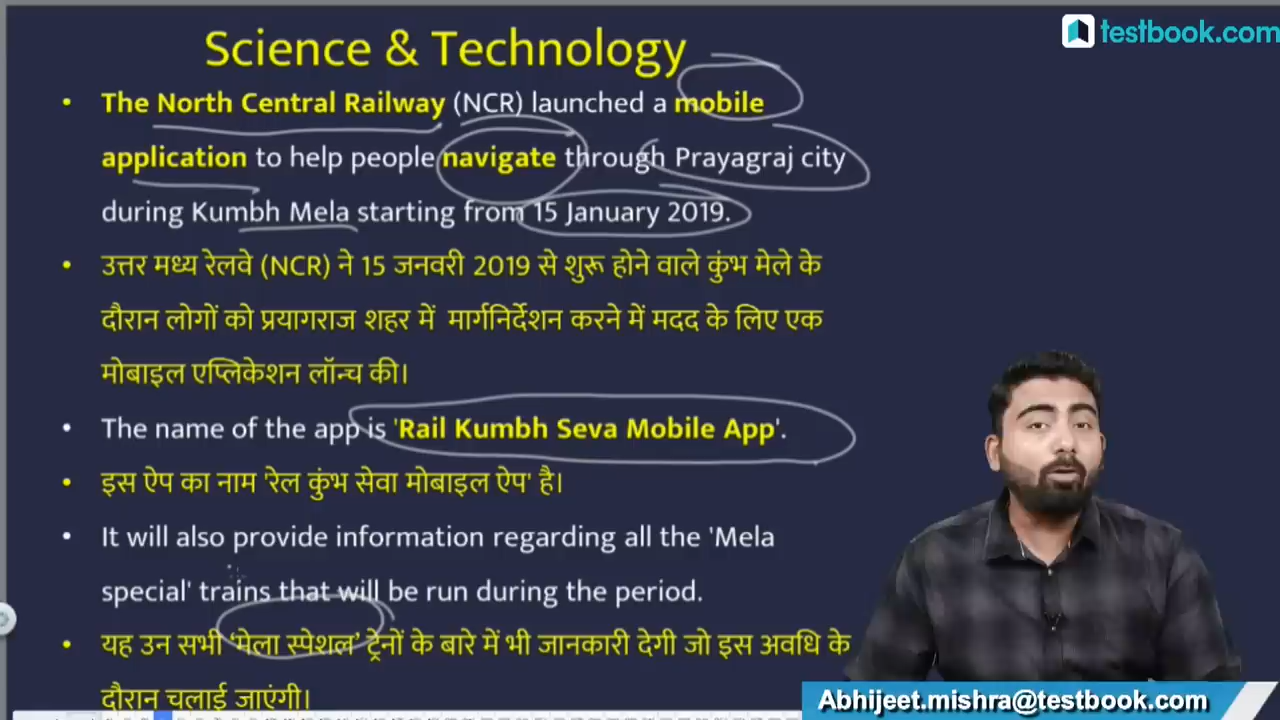 Science & Technology
testbook.com
• The North Central Railway (NCR) launched a mobile
application to help people navigate through Prayagraj city
during Kumbh Mela starting from 15 January 2019.
• उत्तर मध्य रेलवे (NCR) ने 15 जनवरी 2019 से शुरू होने वाले कुंभ मेले के
दौरान लोगों को प्रयागराज शहर में मार्गनिर्देशन करने में मदद के लिए एक
मोबाइल एप्लिकेशन लॉन्च की।
• The name of the app is 'Rail Kumbh Seva Mobile App'.
• इस ऐप का नाम 'रेल कुंभ सेवा मोबाइल ऐप' है।
• It will also provide information regarding all the 'Mela
special' trains that will be run during the period.
• यह उन सभी ‘मेला स्पेशल’ ट्रेनों के बारे में भी जानकारी देगी जो इस अवधि के
दौरान चलाई जाएंगी।
Abhijeet.mishra@testbook.com